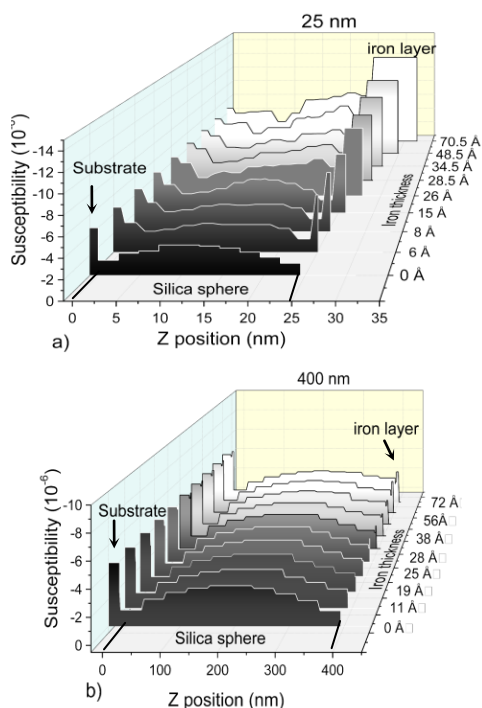 25 nm
iron layer
Substrate
Susceptibility (10⁻⁶)
-14
-12
-10
-8
-6
-4
-2
0
70.5 Å
48.5 Å
34.5 Å
28.5 Å
26 Å
15 Å
8 Å
6 Å
0 Å
Iron thickness
Silica sphere
0 5 10 15 20 25 30 35
Z position (nm)
a)
400 nm
iron layer
Substrate
Susceptibility (10⁻⁶)
-10
-8
-6
-4
-2
0
72 Å□
56Å□
38 Å□
28 Å□
25 Å□
19 Å□
11 Å□
0 Å□
Iron thickness
Silica sphere
0 100 200 300 400
Z position (nm)
b)